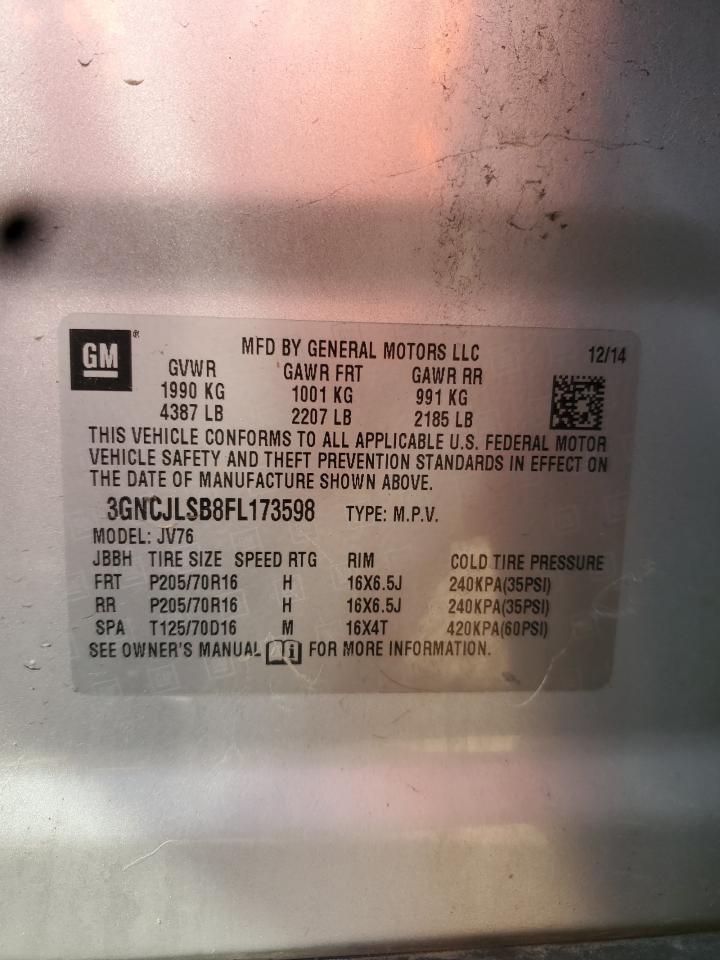 GM ® MFD BY GENERAL MOTORS LLC 12/14
GVWR GAWR FRT GAWR RR
1990 KG 1001 KG 991 KG
4387 LB 2207 LB 2185 LB
THIS VEHICLE CONFORMS TO ALL APPLICABLE U.S. FEDERAL MOTOR
VEHICLE SAFETY AND THEFT PREVENTION STANDARDS IN EFFECT ON
THE DATE OF MANUFACTURE SHOWN ABOVE.
3GNCJLSB8FL173598 TYPE: M.P.V.
MODEL: JV76
JBBH TIRE SIZE SPEED RTG RIM COLD TIRE PRESSURE
FRT P205/70R16 H 16X6.5J 240KPA(35PSI)
RR P205/70R16 H 16X6.5J 240KPA(35PSI)
SPA T125/70D16 M 16X4T 420KPA(60PSI)
SEE OWNER'S MANUAL FOR MORE INFORMATION.